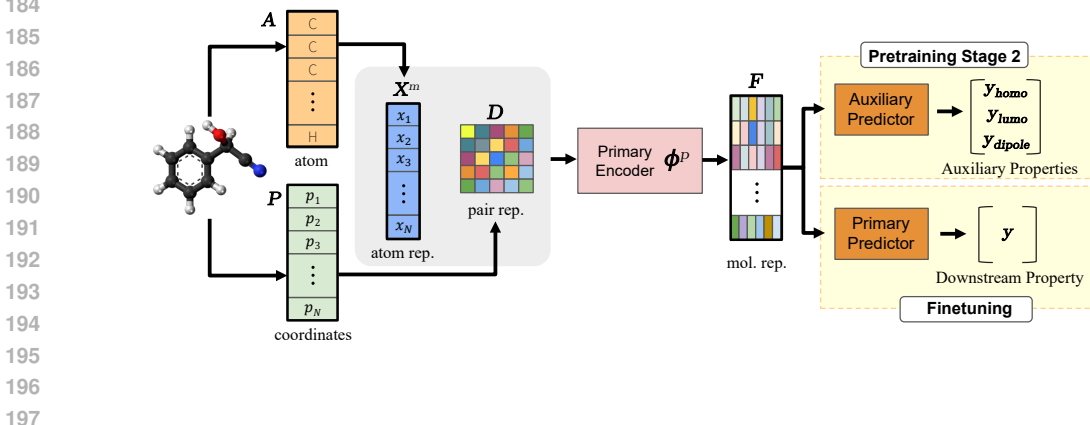 184
185
186
187
188
189
190
191
192
193
194
195
196
197
A
C
C
C
⋮
H
atom
P
p_1
p_2
p_3
⋮
p_N
coordinates
X^m
x_1
x_2
x_3
⋮
x_N
atom rep.
D
pair rep.
Primary
Encoder ϕ^P
F
⋮
mol. rep.
Pretraining Stage 2
Auxiliary
Predictor
y_homo
y_lumo
y_dipole
Auxiliary Properties
Primary
Predictor
y
Downstream Property
Finetuning